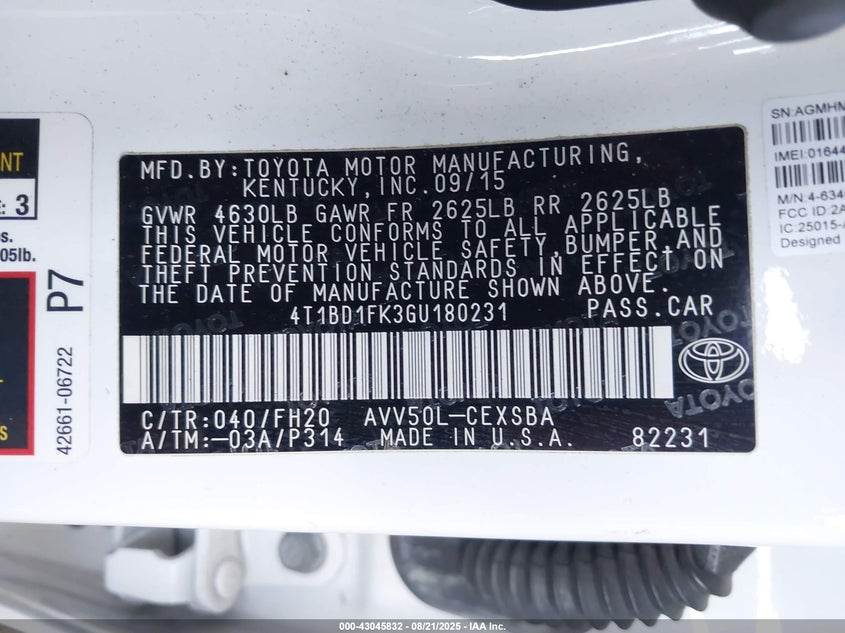 MFD.BY:TOYOTA MOTOR MANUFACTURING,
KENTUCKY,INC.09/15
GVWR 4630LB GAWR FR 2625LB RR 2625LB
THIS VEHICLE CONFORMS TO ALL APPLICABLE
FEDERAL MOTOR VEHICLE SAFETY,BUMPER,AND
THEFT PREVENTION STANDARDS IN EFFECT ON
THE DATE OF MANUFACTURE SHOWN ABOVE.
4T1BD1FK3GU180231 PASS.CAR
C/TR:040/FH20 AVV50L-CEXSBA
A/TM:-03A/P314 MADE IN U.S.A. 82231
TOYOTA
3
05lb.
P7
42661-06722
SN:AGMHM
IMEI:01644
M/N:4-634
FCC ID:2A
IC:25015-
Designed
000-43045832 - 08/21/2025 - IAA Inc.